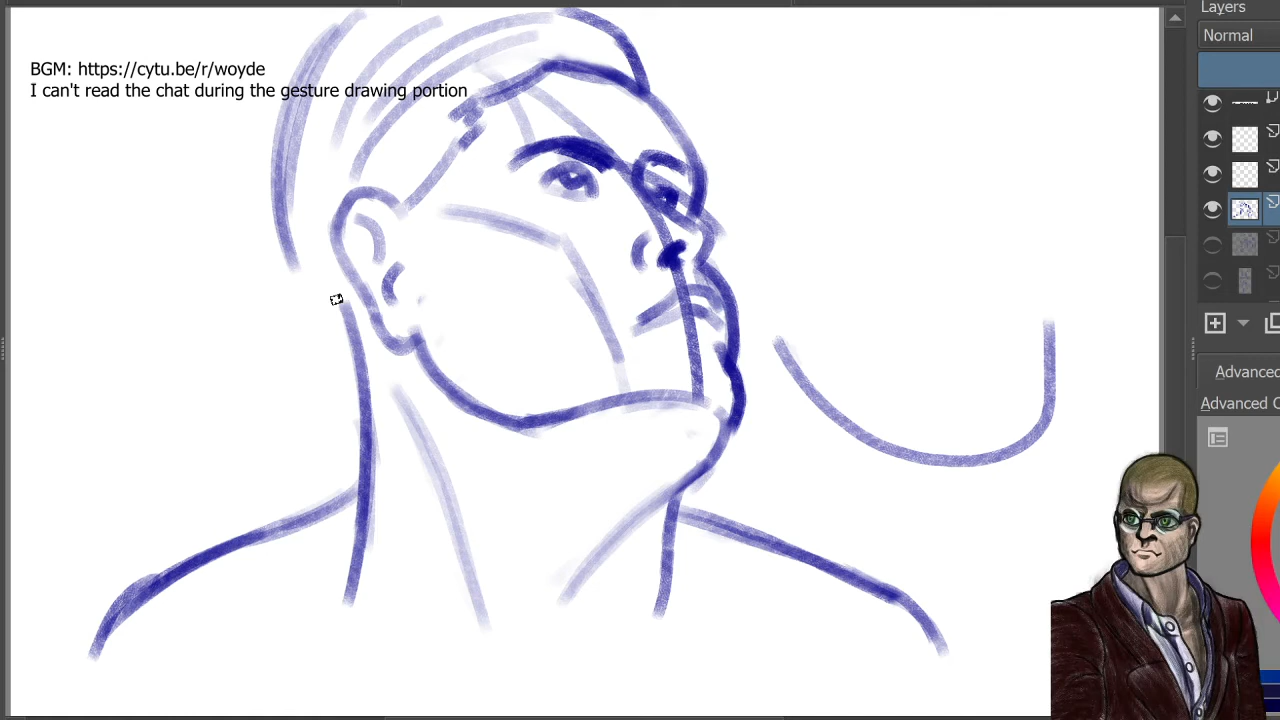 Layers
Normal
BGM: https://cytu.be/r/woyde
I can't read the chat during the gesture drawing portion
Advanced
Advanced